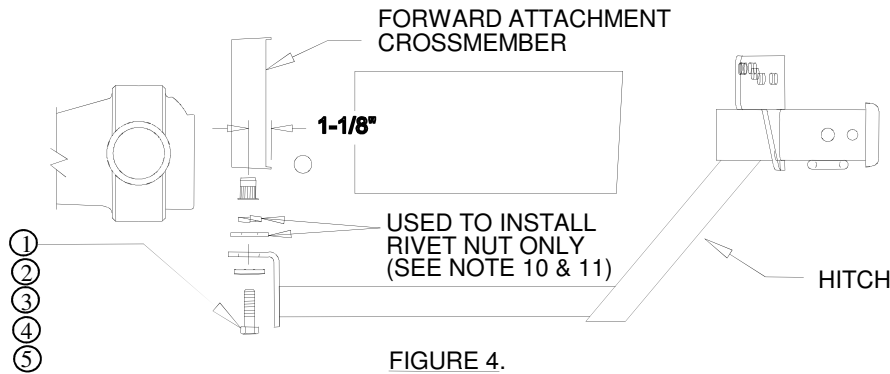 FORWARD ATTACHMENT
CROSSMEMBER
1-1/8"
USED TO INSTALL
RIVET NUT ONLY
(SEE NOTE 10 & 11)
HITCH
1
2
3
4
5
FIGURE 4.